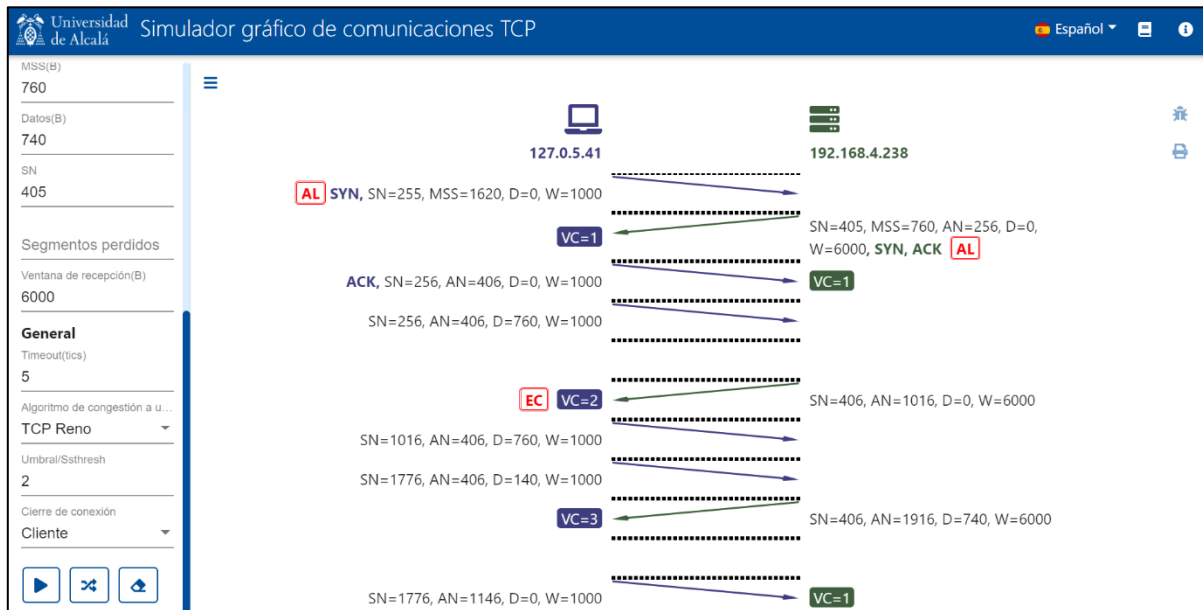 Universidad
de Alcalá
Simulador gráfico de comunicaciones TCP
Español
MSS(B)
760
Datos(B)
740
SN
405
Segmentos perdidos
Ventana de recepción(B)
6000
General
Timeout(tics)
5
Algoritmo de congestión a u...
TCP Reno
Umbral/Ssthresh
2
Cierre de conexión
Cliente
127.0.5.41
192.168.4.238
AL SYN, SN=255, MSS=1620, D=0, W=1000
VC=1
SN=405, MSS=760, AN=256, D=0,
W=6000, SYN, ACK AL
ACK, SN=256, AN=406, D=0, W=1000
VC=1
SN=256, AN=406, D=760, W=1000
EC VC=2
SN=406, AN=1016, D=0, W=6000
SN=1016, AN=406, D=760, W=1000
SN=1776, AN=406, D=140, W=1000
VC=3
SN=406, AN=1916, D=740, W=6000
SN=1776, AN=1146, D=0, W=1000
VC=1